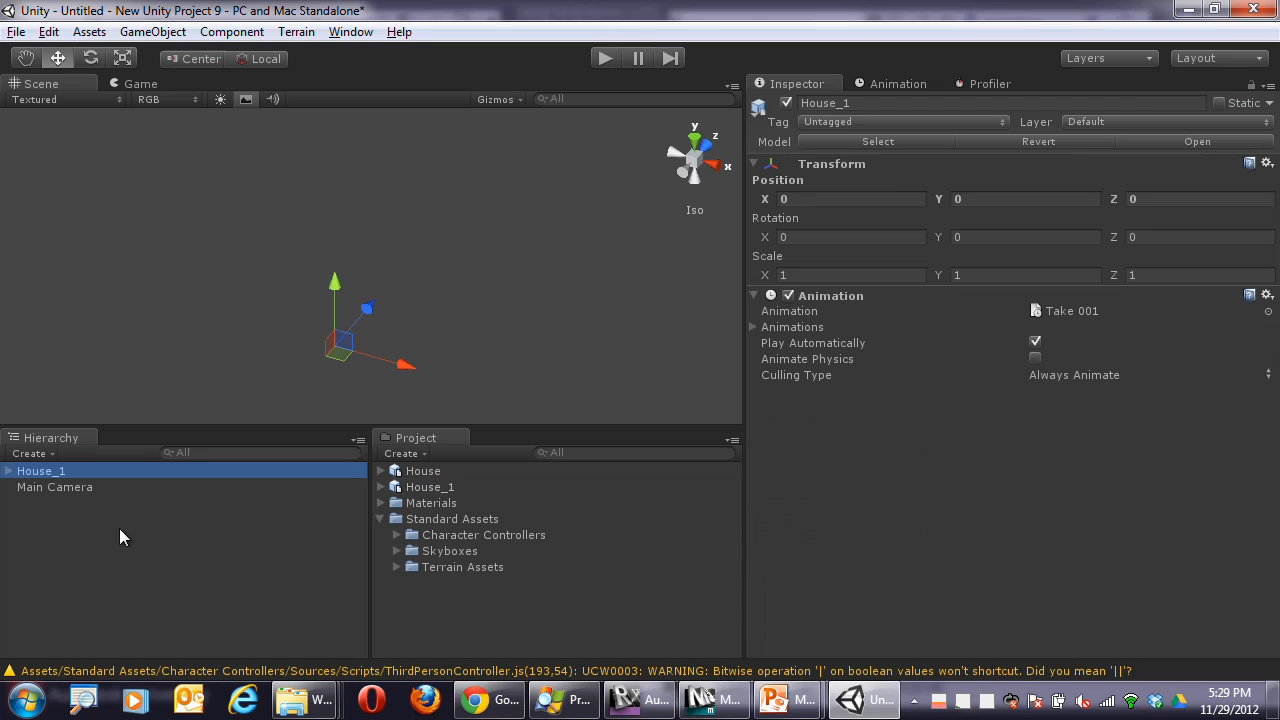 Unity - Untitled - New Unity Project 9 - PC and Mac Standalone*
File Edit Assets GameObject Component Terrain Window Help
Center Local Layers Layout
Scene Game Inspector Animation Profiler
Textured RGB Gizmos All
House_1 Static
Tag Untagged Layer Default
Model Select Revert Open
Transform
Position
X 0 Y 0 Z 0
Rotation
X 0 Y 0 Z 0
Scale
X 1 Y 1 Z 1
Animation
Animation Take 001
Animations
Play Automatically
Animate Physics
Culling Type Always Animate
y
z
x
Iso
Hierarchy
Create All
House_1
Main Camera
Project
Create All
House
House_1
Materials
Standard Assets
Character Controllers
Skyboxes
Terrain Assets
Assets/Standard Assets/Character Controllers/Sources/Scripts/ThirdPersonController.js(193,54): UCW0003: WARNING: Bitwise operation '|' on boolean values won't shortcut. Did you mean '||'?
W... Go... Pr... Au... M... M... Un...
5:29 PM
11/29/2012